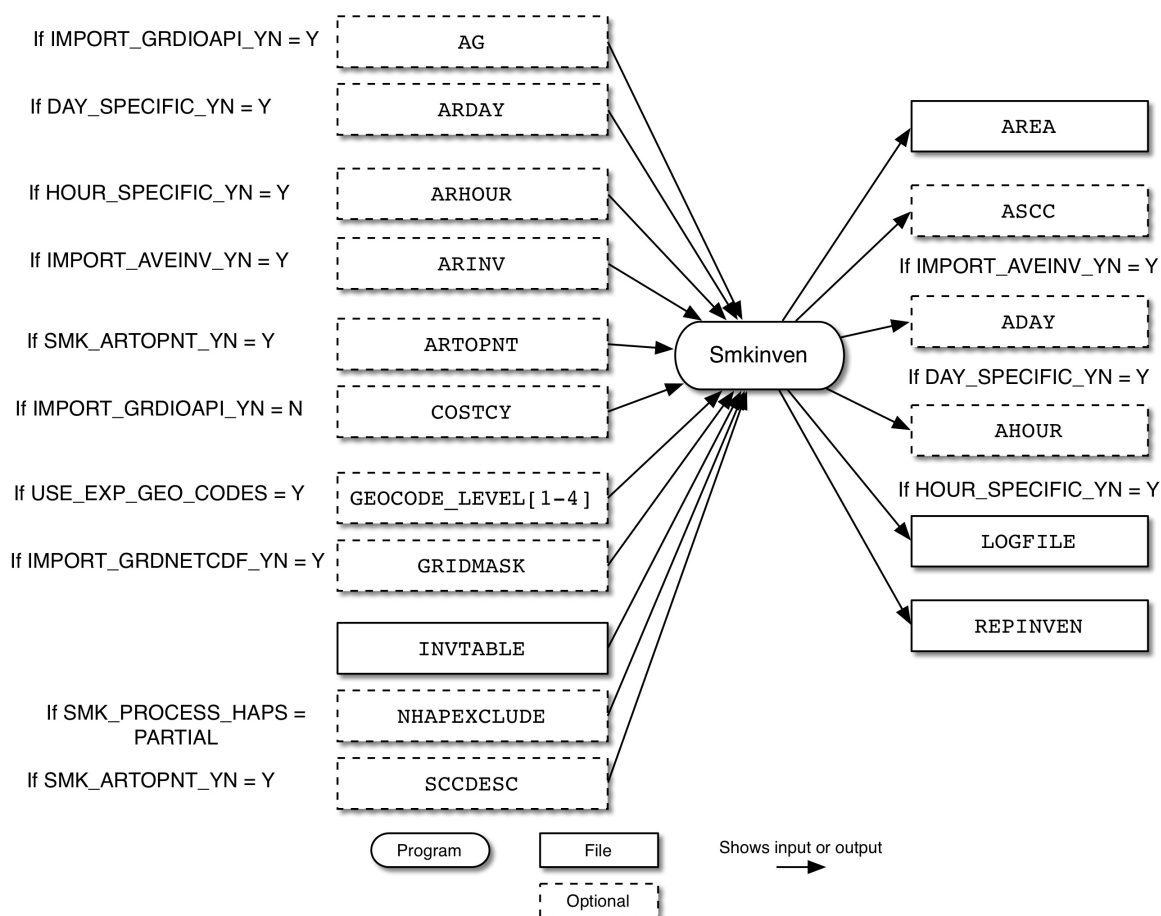 If IMPORT_GRDIOAPI_YN = Y
AG
If DAY_SPECIFIC_YN = Y
ARDAY
If HOUR_SPECIFIC_YN = Y
ARHOUR
If IMPORT_AVEINV_YN = Y
ARINV
If SMK_ARTOPNT_YN = Y
ARTOPNT
If IMPORT_GRDIOAPI_YN = N
COSTCY
If USE_EXP_GEO_CODES = Y
GEOCODE_LEVEL[1-4]
If IMPORT_GRDNETCDF_YN = Y
GRIDMASK
INVTABLE
If SMK_PROCESS_HAPS =
PARTIAL
NHAPEXCLUDE
If SMK_ARTOPNT_YN = Y
SCCDESC
Smkinven
AREA
ASCC
If IMPORT_AVEINV_YN = Y
ADAY
If DAY_SPECIFIC_YN = Y
AHOUR
If HOUR_SPECIFIC_YN = Y
LOGFILE
REPINVEN
Program
File
Shows input or output
Optional